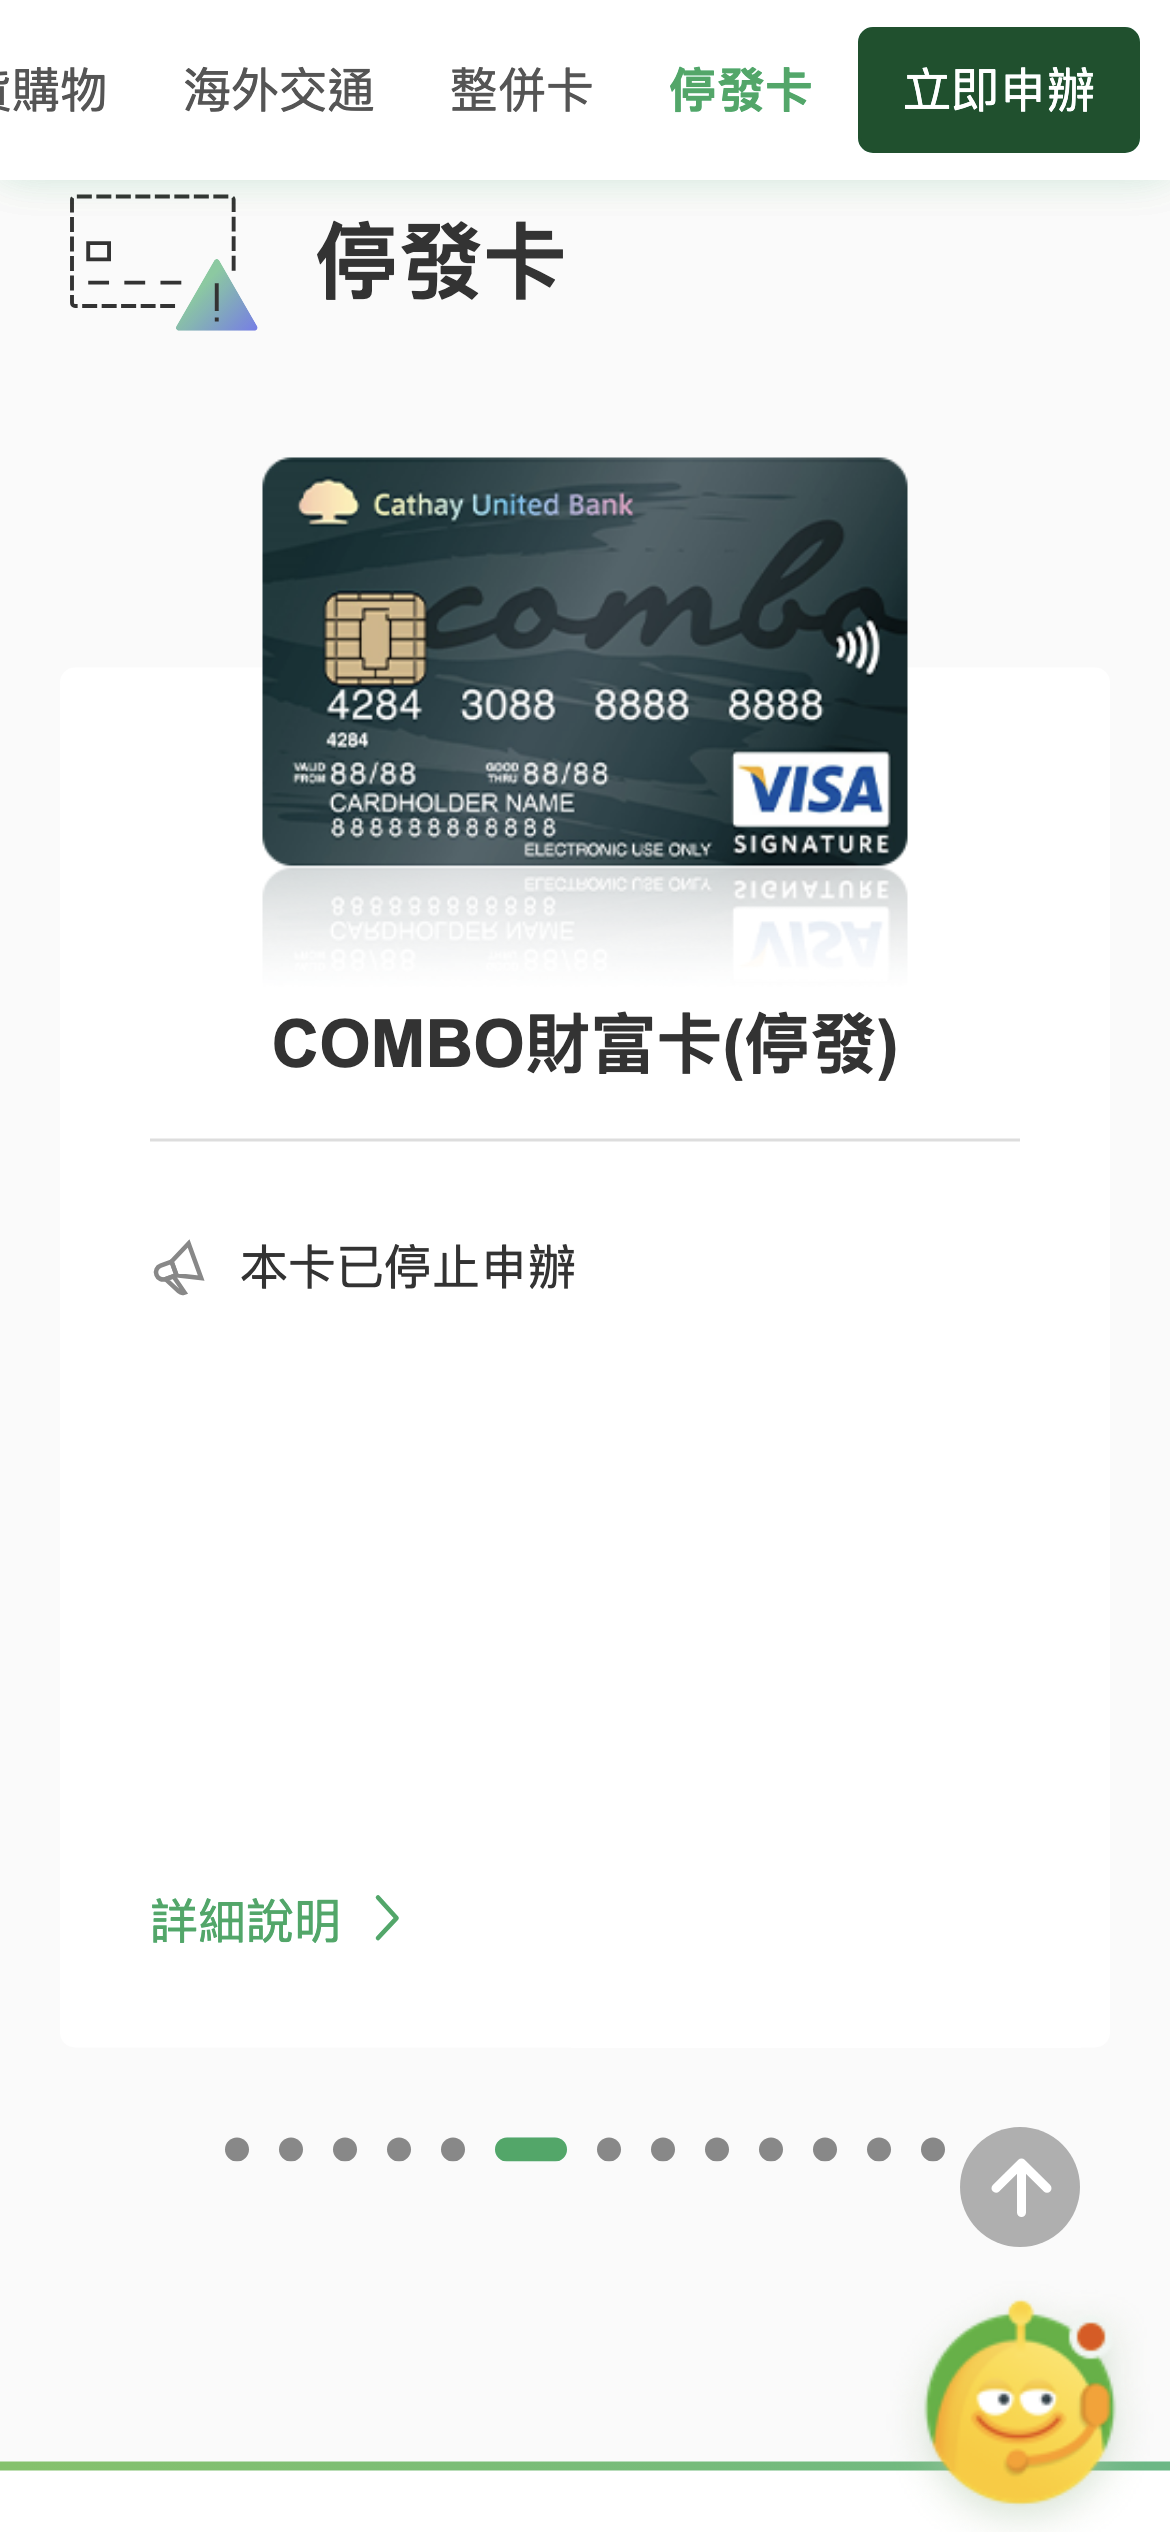 購物
海外交通
整併卡
停發卡
立即申辦
停發卡
Cathay United Bank
combo
4284 3088 8888 8888
4284
VALID FROM 88/88 GOOD THRU 88/88
CARDHOLDER NAME
888888888888
ELECTRONIC USE ONLY
VISA
SIGNATURE
COMBO財富卡(停發)
本卡已停止申辦
詳細說明